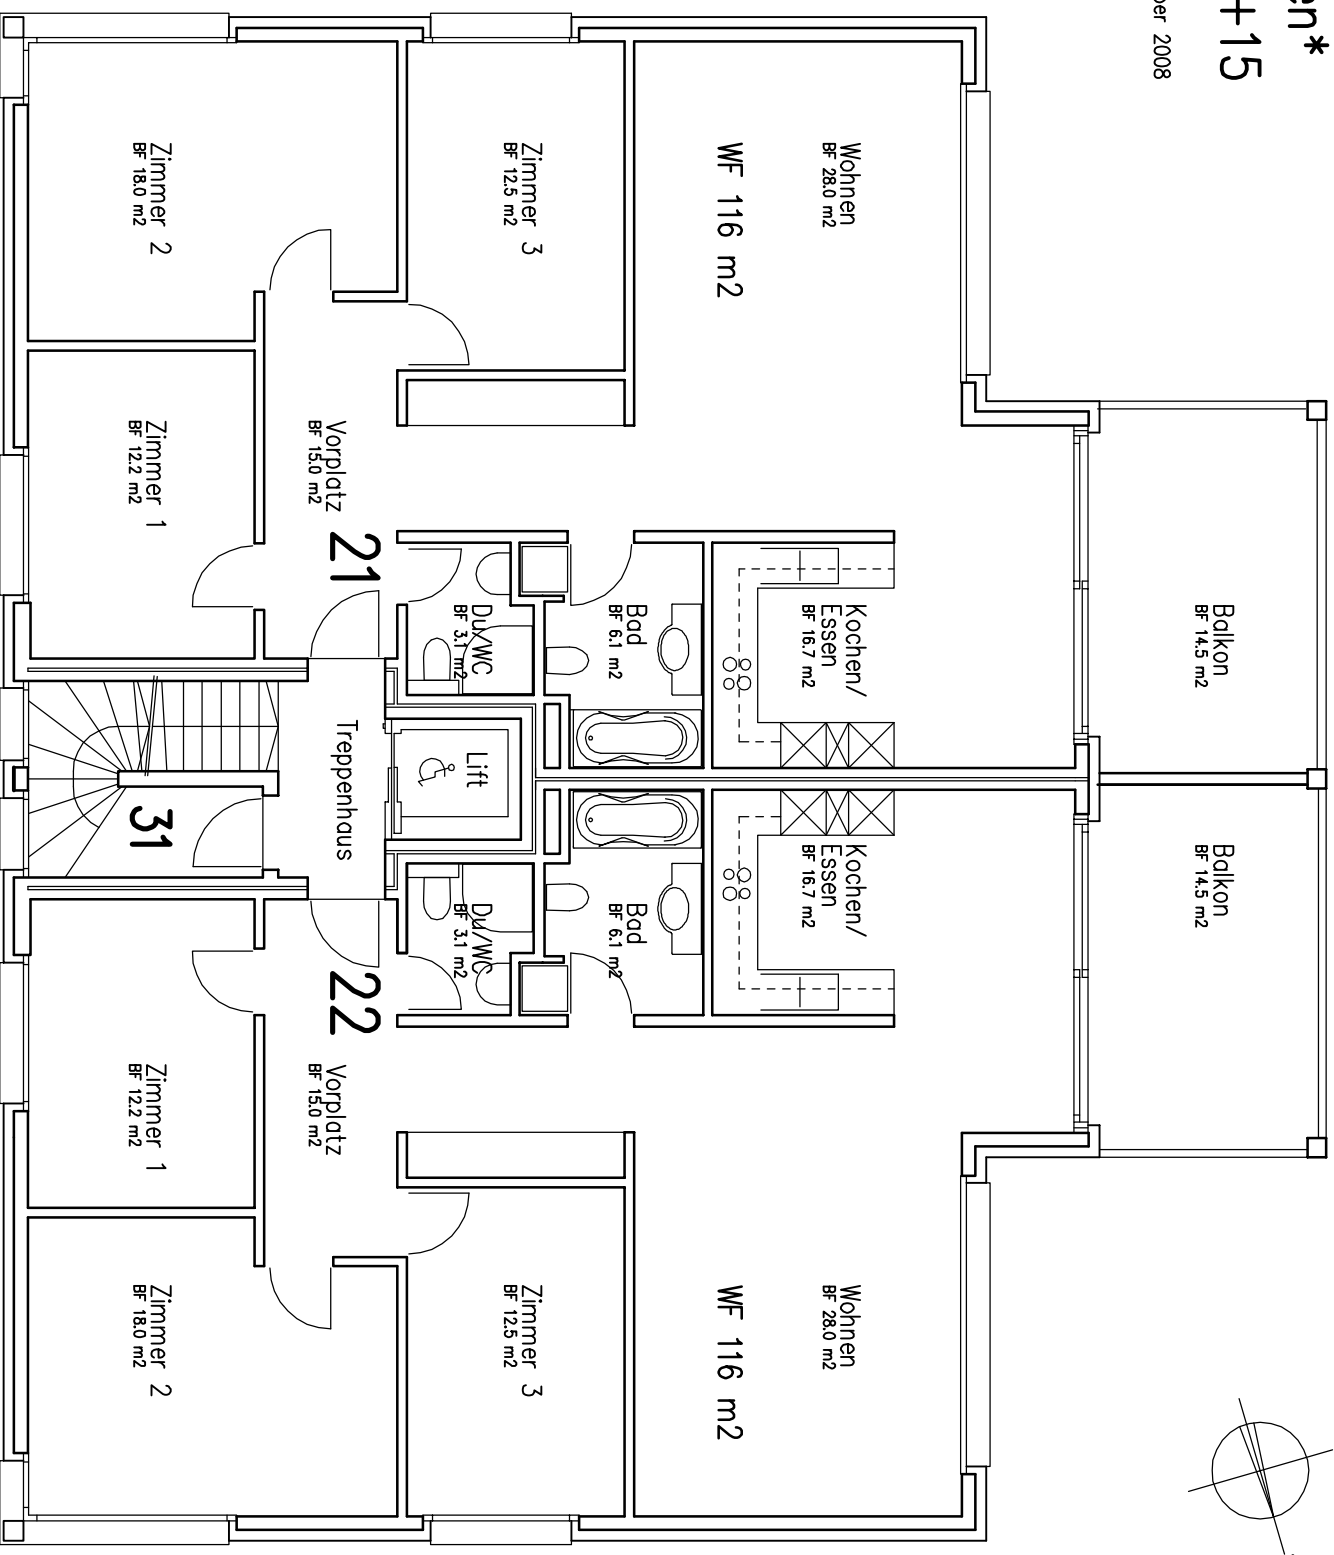 en*
+15
ber 2008
Balkon
BF 14.5 m2
Balkon
BF 14.5 m2
Wohnen
BF 28.0 m2
Kochen/
Essen
BF 16.7 m2
Kochen/
Essen
BF 16.7 m2
Wohnen
BF 28.0 m2
WF 116 m2
WF 116 m2
Bad
BF 6.1 m2
Bad
BF 6.1 m2
Zimmer 3
BF 12.5 m2
Du/WC
BF 3.1 m2
Lift
Du/WC
BF 3.1 m2
Zimmer 3
BF 12.5 m2
21
22
Vorplatz
BF 15.0 m2
Treppenhaus
Vorplatz
BF 15.0 m2
Zimmer 2
BF 18.0 m2
Zimmer 1
BF 12.2 m2
31
Zimmer 1
BF 12.2 m2
Zimmer 2
BF 18.0 m2